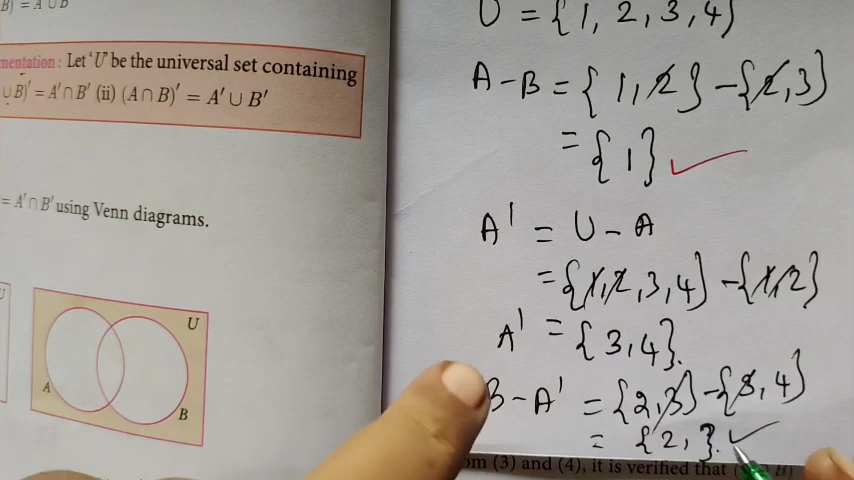 B) = A ∪ B
mentation : Let 'U' be the universal set containing
∪ B)′ = A′ ∩ B′ (ii) (A ∩ B)′ = A′ ∪ B′
= A′ ∩ B′ using Venn diagrams.
U
U
A
B
U = {1, 2, 3, 4}
A - B = {1, 2} - {2, 3}
= {1}
A' = U - A
= {1, 2, 3, 4} - {1, 2}
A' = {3, 4}.
B - A' = {2, 3} - {3, 4}
= {2, }.
om (3) and (4), it is verified that (
B)